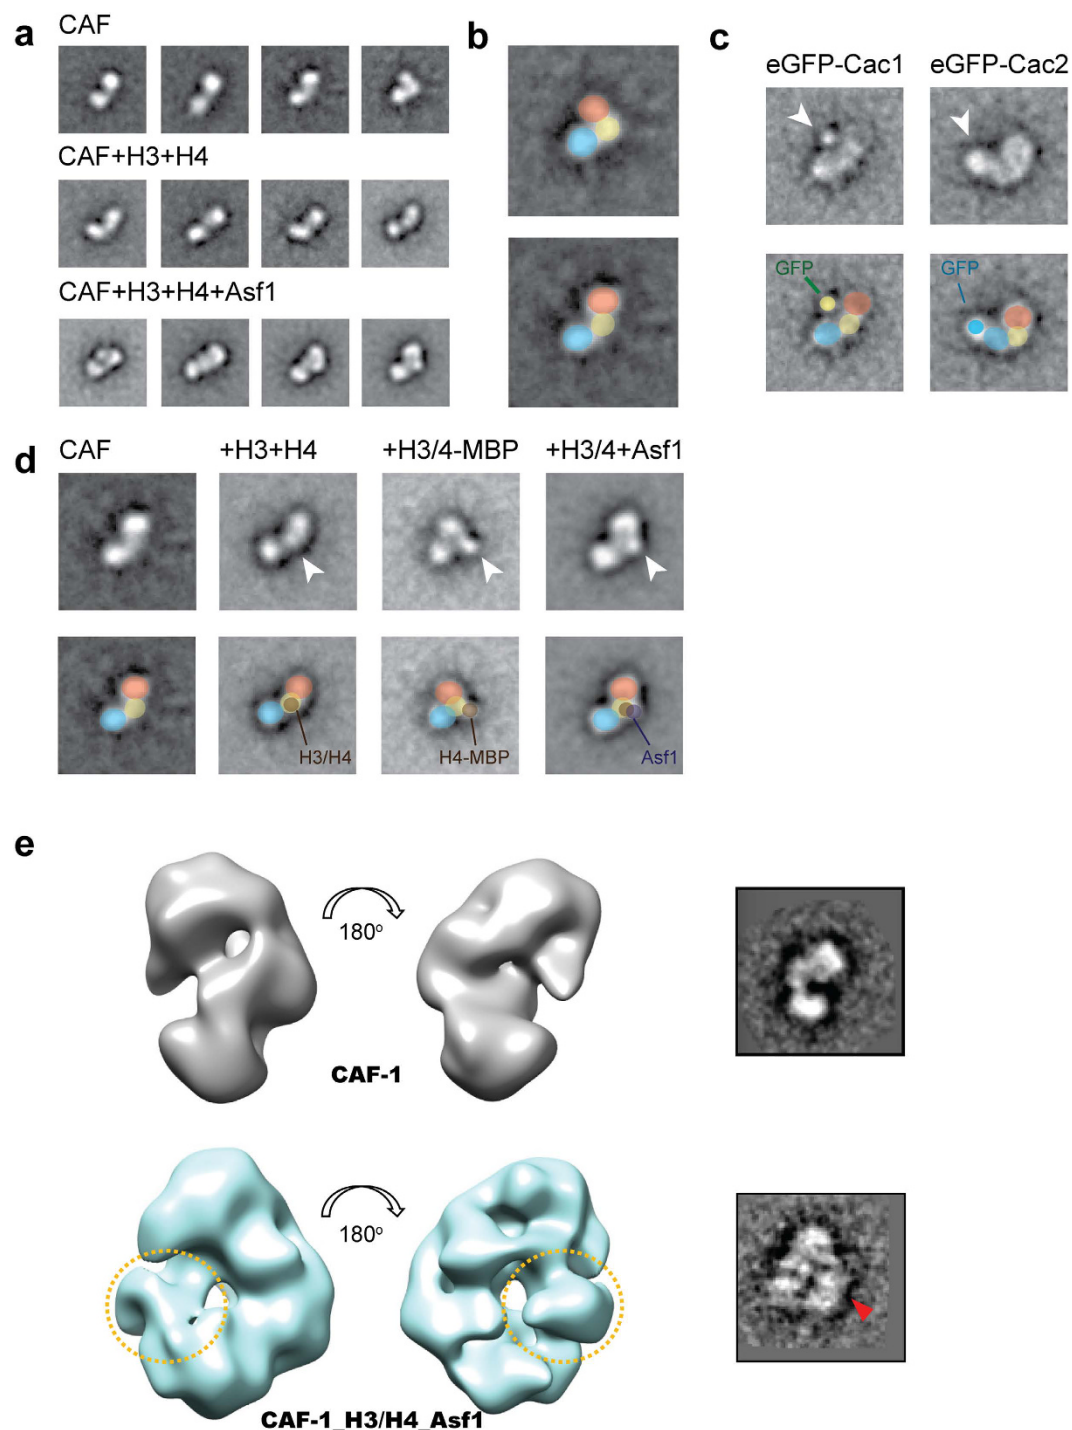 a
CAF
CAF+H3+H4
CAF+H3+H4+Asf1
b
c
eGFP-Cac1 eGFP-Cac2
GFP GFP
d
CAF +H3+H4 +H3/4-MBP +H3/4+Asf1
H3/H4 H4-MBP Asf1
e
180°
CAF-1
180°
CAF-1_H3/H4_Asf1